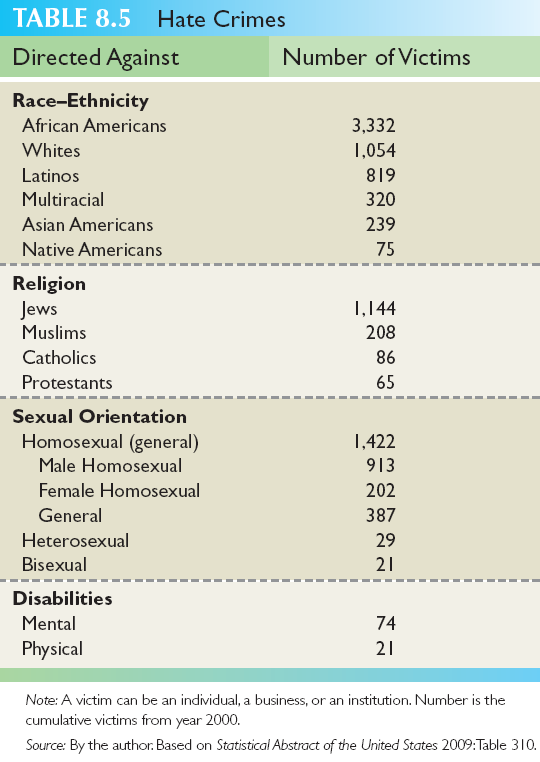 TABLE 8.5 Hate Crimes
Directed Against Number of Victims
Race–Ethnicity
African Americans 3,332
Whites 1,054
Latinos 819
Multiracial 320
Asian Americans 239
Native Americans 75
Religion
Jews 1,144
Muslims 208
Catholics 86
Protestants 65
Sexual Orientation
Homosexual (general) 1,422
Male Homosexual 913
Female Homosexual 202
General 387
Heterosexual 29
Bisexual 21
Disabilities
Mental 74
Physical 21
Note: A victim can be an individual, a business, or an institution. Number is the
cumulative victims from year 2000.
Source: By the author. Based on Statistical Abstract of the United States 2009:Table 310.